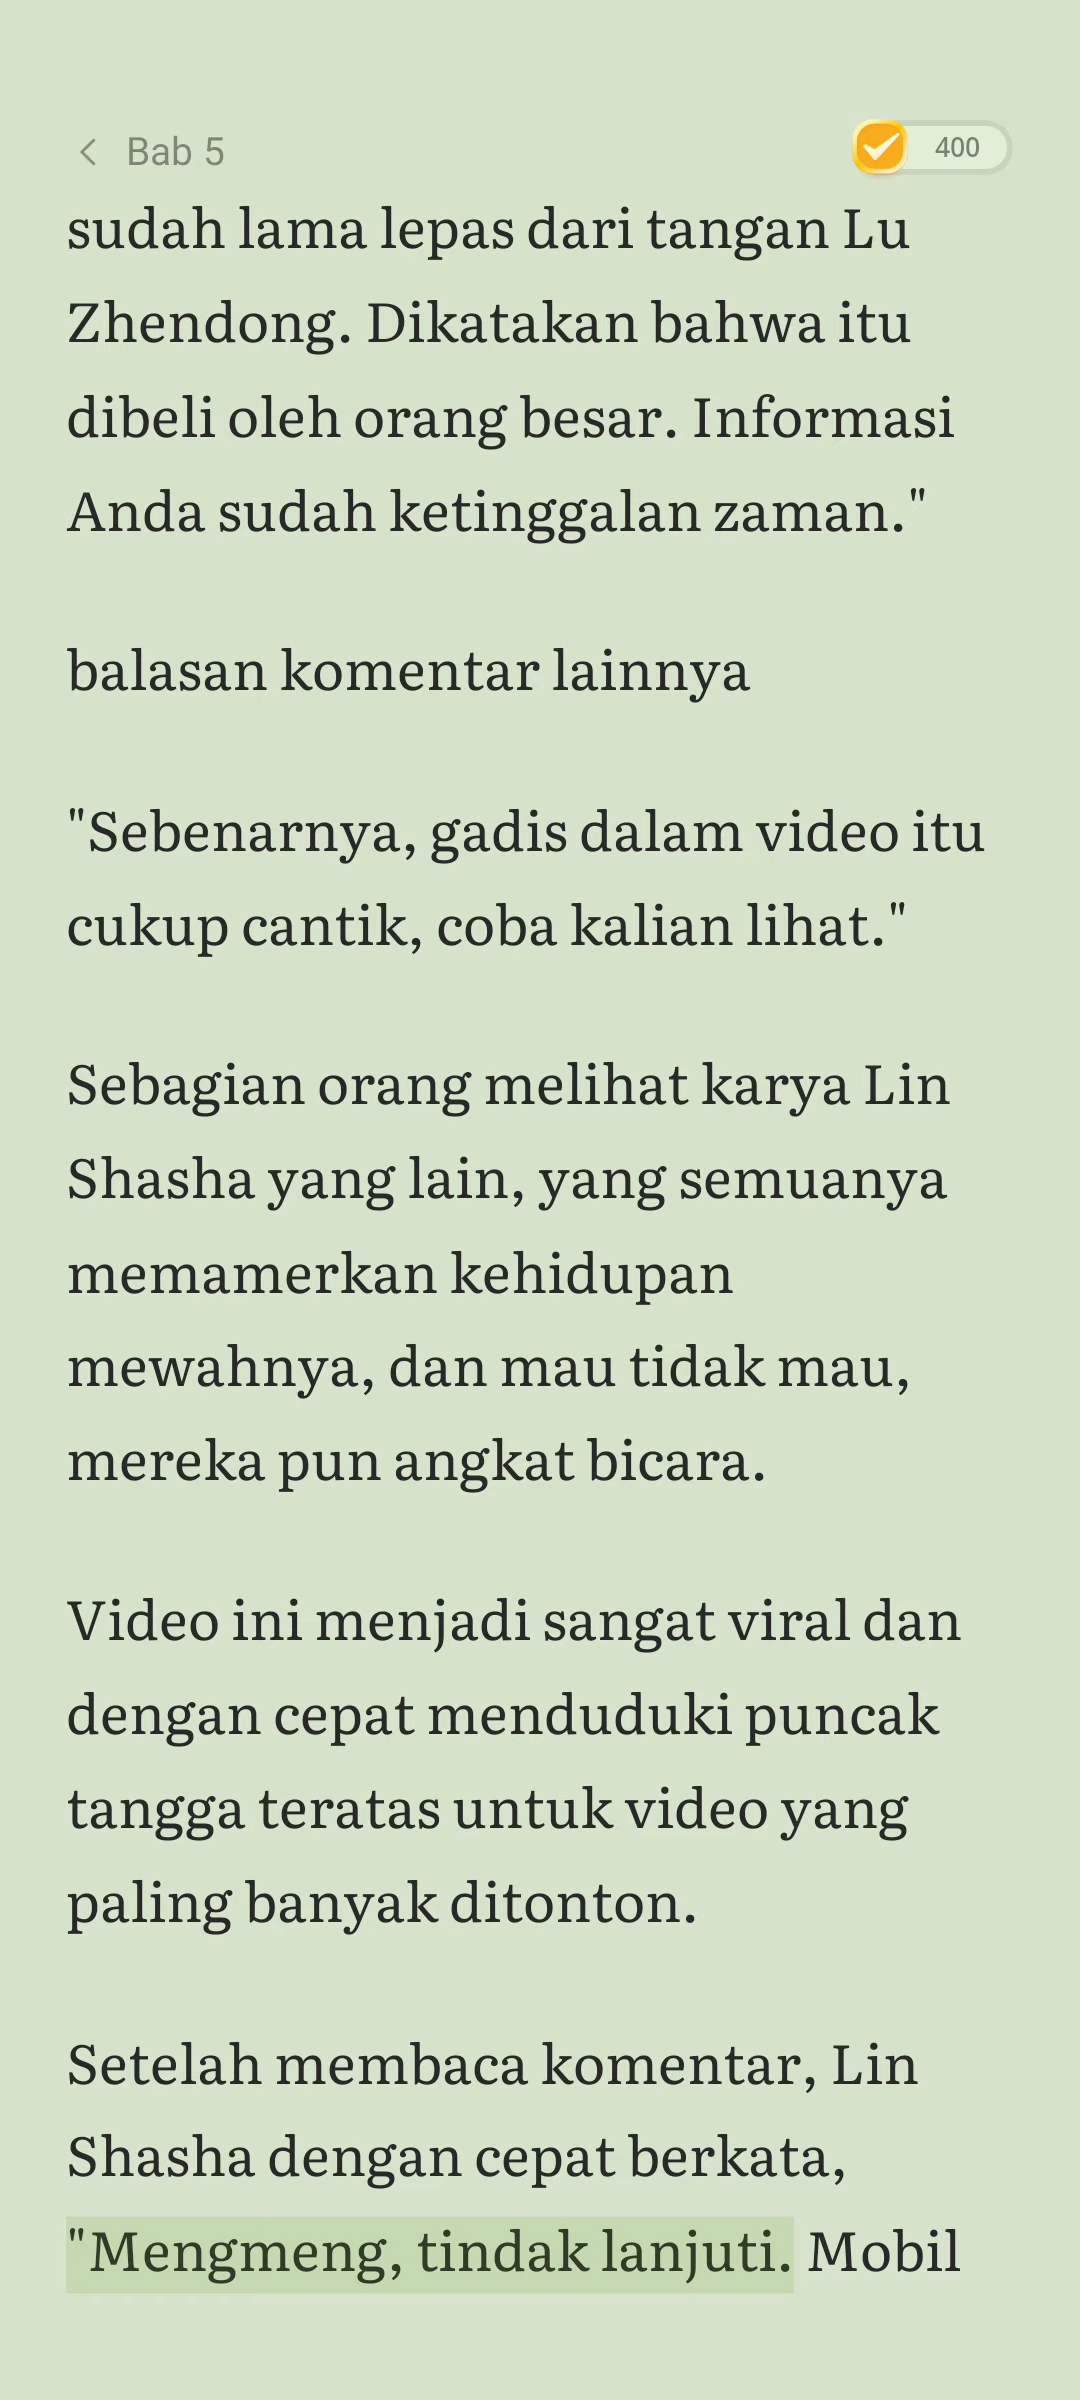 Bab 5
400
sudah lama lepas dari tangan Lu
Zhendong. Dikatakan bahwa itu
dibeli oleh orang besar. Informasi
Anda sudah ketinggalan zaman."
balasan komentar lainnya
"Sebenarnya, gadis dalam video itu
cukup cantik, coba kalian lihat."
Sebagian orang melihat karya Lin
Shasha yang lain, yang semuanya
memamerkan kehidupan
mewahnya, dan mau tidak mau,
mereka pun angkat bicara.
Video ini menjadi sangat viral dan
dengan cepat menduduki puncak
tangga teratas untuk video yang
paling banyak ditonton.
Setelah membaca komentar, Lin
Shasha dengan cepat berkata,
"Mengmeng, tindak lanjuti. Mobil